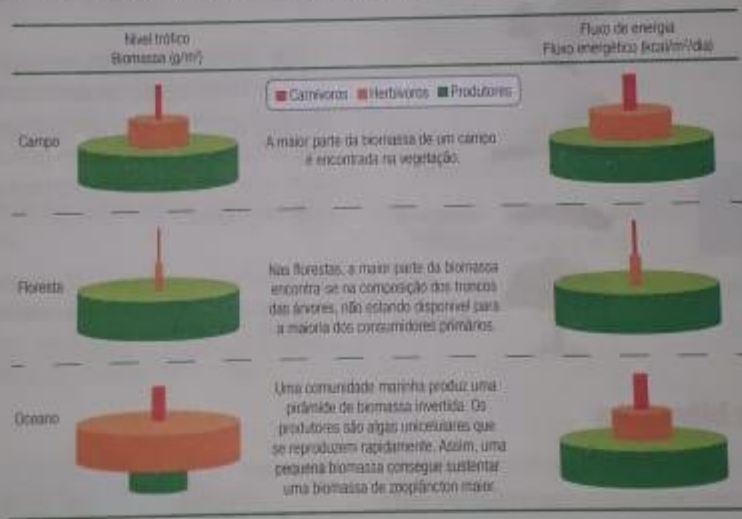 Nível trófico
Biomassa (g/m²)
Fluxo de energia
Fluxo energético (kcal/m²/dia)
Carnívoros Herbívoros Produtores
Campo
A maior parte da biomassa de um campo
é encontrada na vegetação.
Floresta
Nas florestas, a maior parte da biomassa
encontra-se na composição dos troncos
das árvores, não estando disponível para
a maioria dos consumidores primários.
Oceano
Uma comunidade marinha produz uma
pirâmide de biomassa invertida. Os
produtores são algas unicelulares que
se reproduzem rapidamente. Assim, uma
pequena biomassa consegue sustentar
uma biomassa de zooplâncton maior.